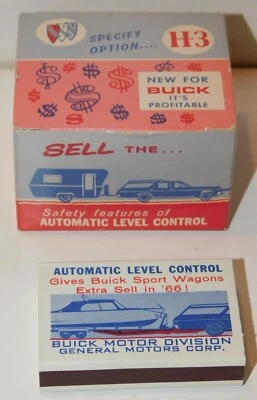 SPECIFY
OPTION....
H-3
NEW FOR
BUICK
IT'S
PROFITABLE
SELL THE...
Safety features of
AUTOMATIC LEVEL CONTROL
AUTOMATIC LEVEL CONTROL
Gives Buick Sport Wagons
Extra Sell in '66!
BUICK MOTOR DIVISION
GENERAL MOTORS CORP.